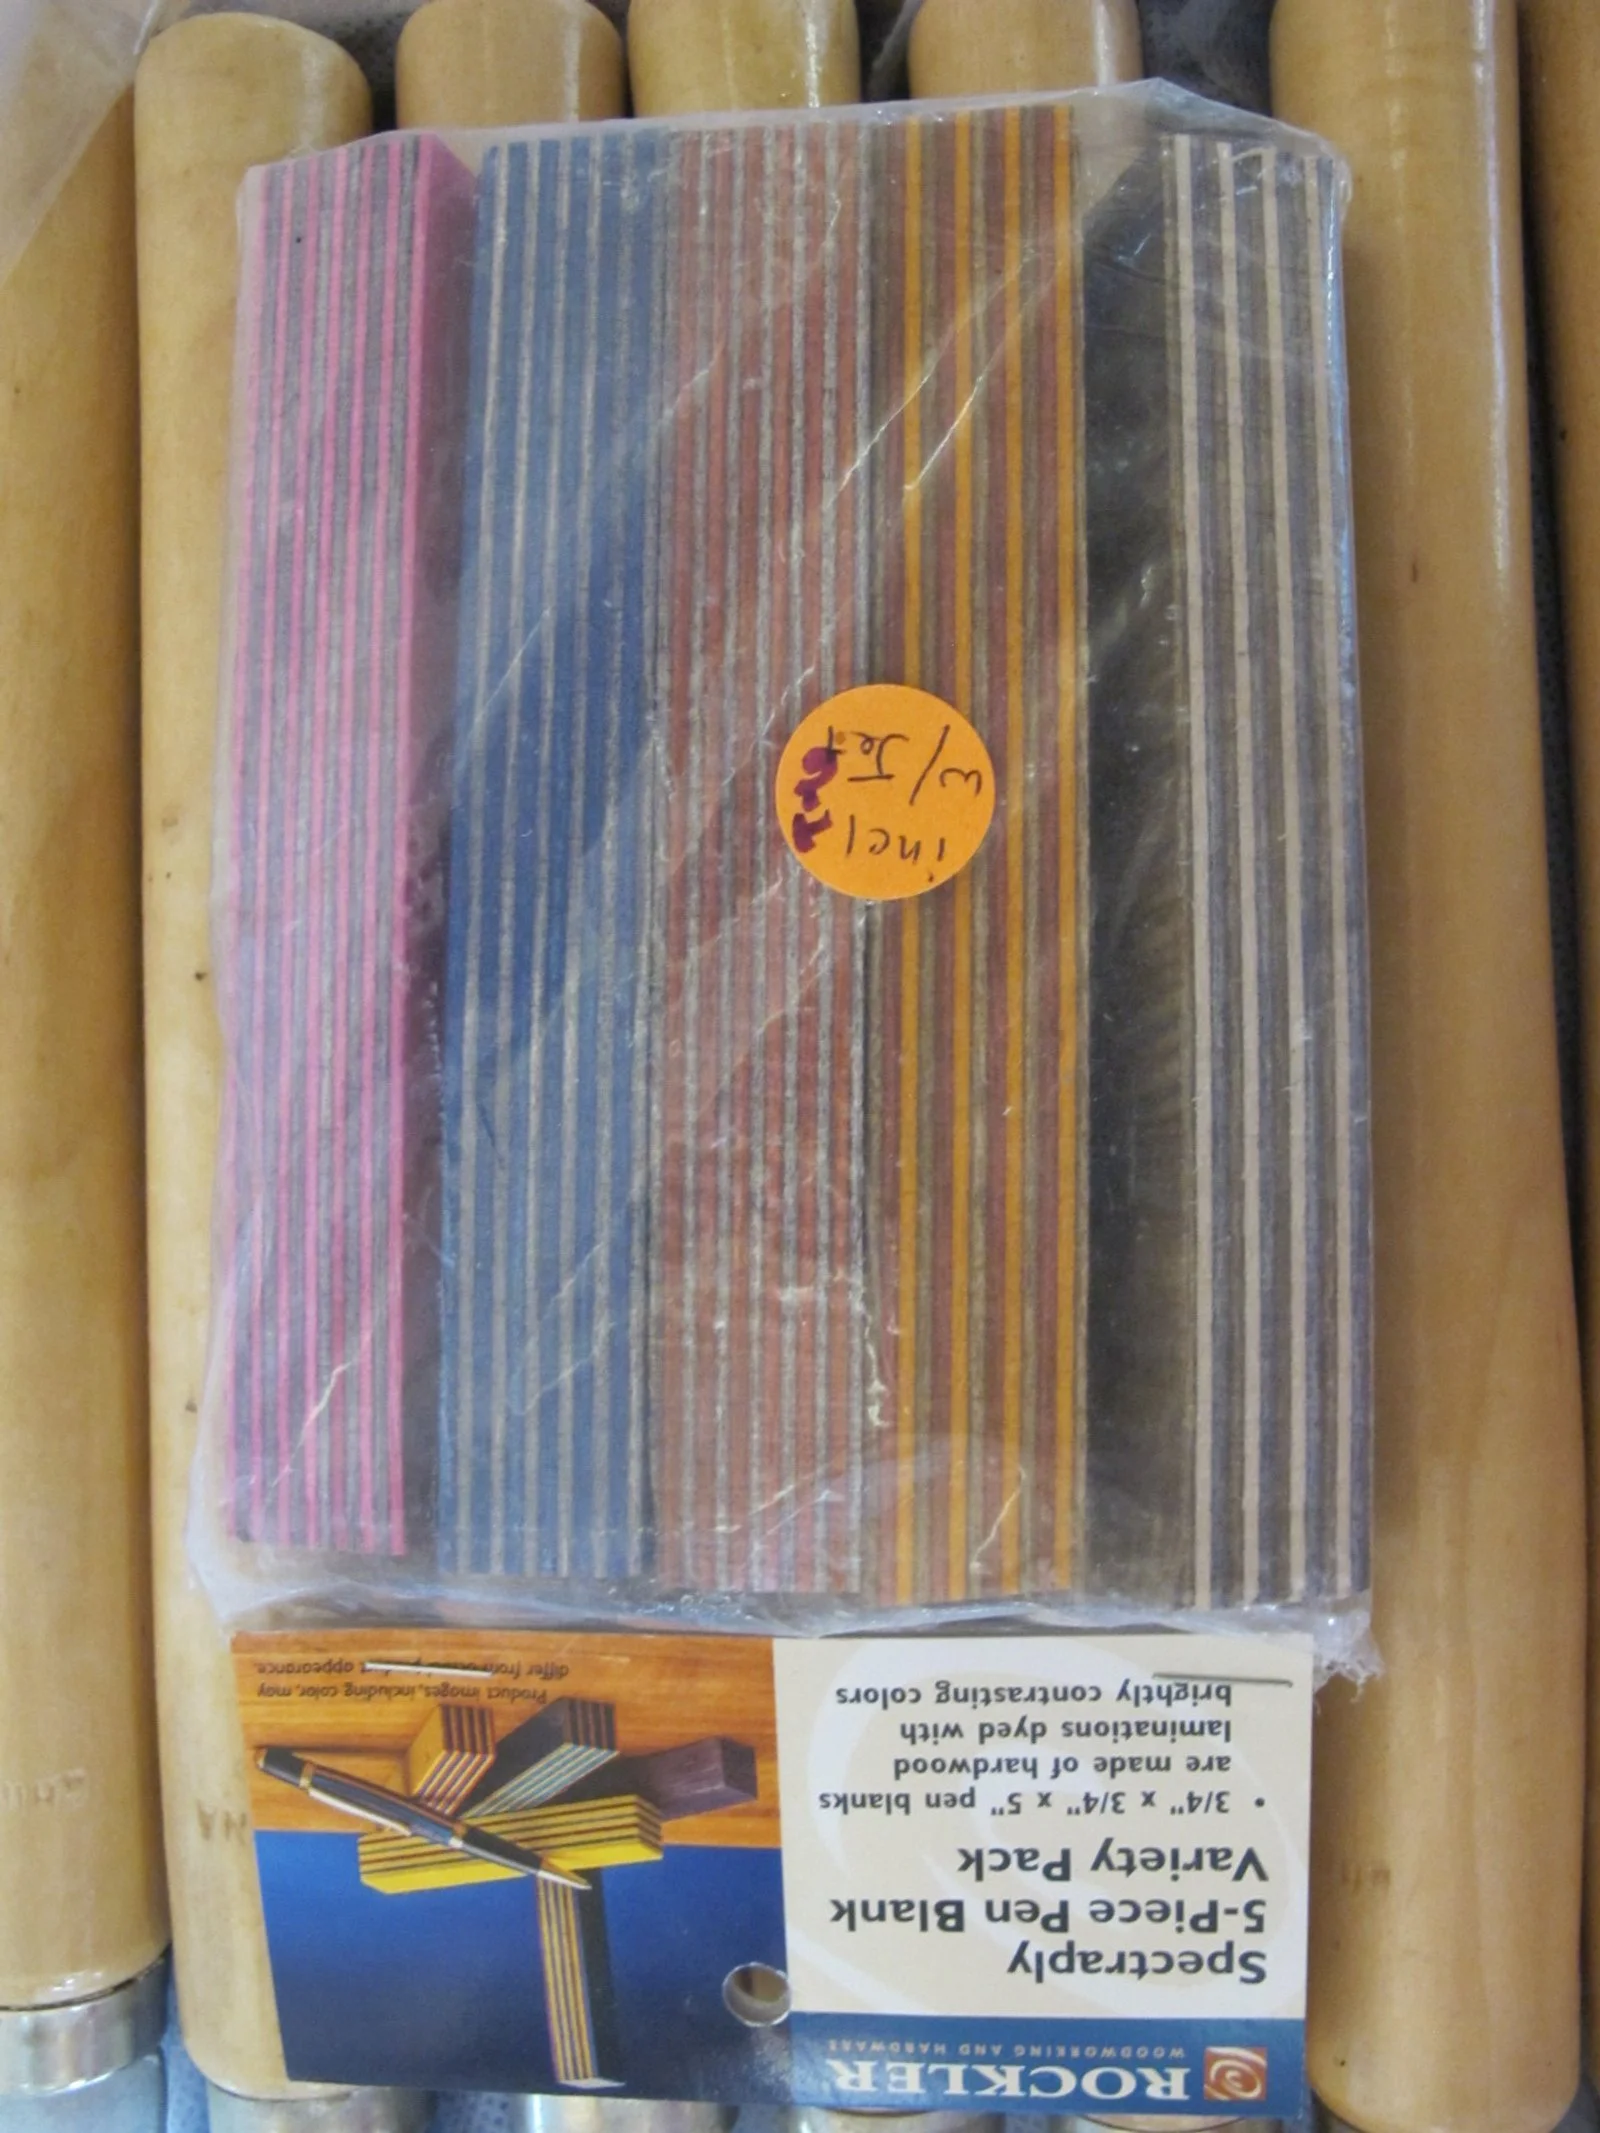 ROCKLER
WOODWORKING AND HARDWARE
Spectraply
5-Piece Pen Blank
Variety Pack
• 3/4" x 3/4" x 5" pen blanks
are made of hardwood
laminations dyed with
brightly contrasting colors
Product images, including color, may
differ from actual product appearance.
incl
w/Jet